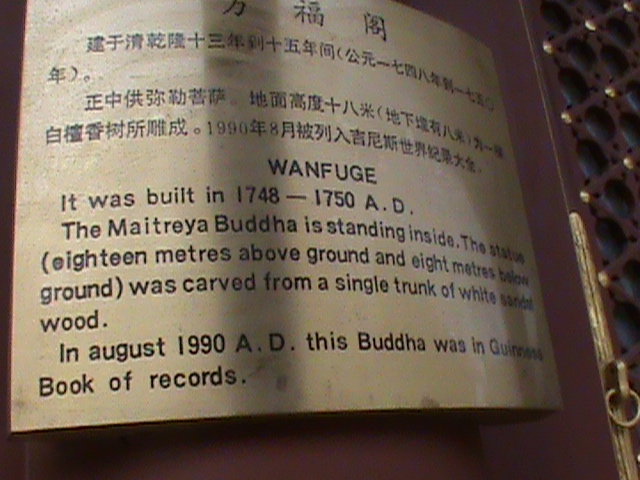 万福阁
建于清乾隆十三年到十五年间(公元一七四八年到一七五〇
年)。
正中供弥勒菩萨。地面高度十八米(地下埋有八米)为一棵
白檀香树所雕成。1990年8月被列入吉尼斯世界纪录大全.
WANFUGE
It was built in 1748 — 1750 A.D.
The Maitreya Buddha is standing inside.The statue
(eighteen metres above ground and eight metres below
ground) was carved from a single trunk of white sandal
wood.
In august 1990 A.D. this Buddha was in Guinness
Book of records.